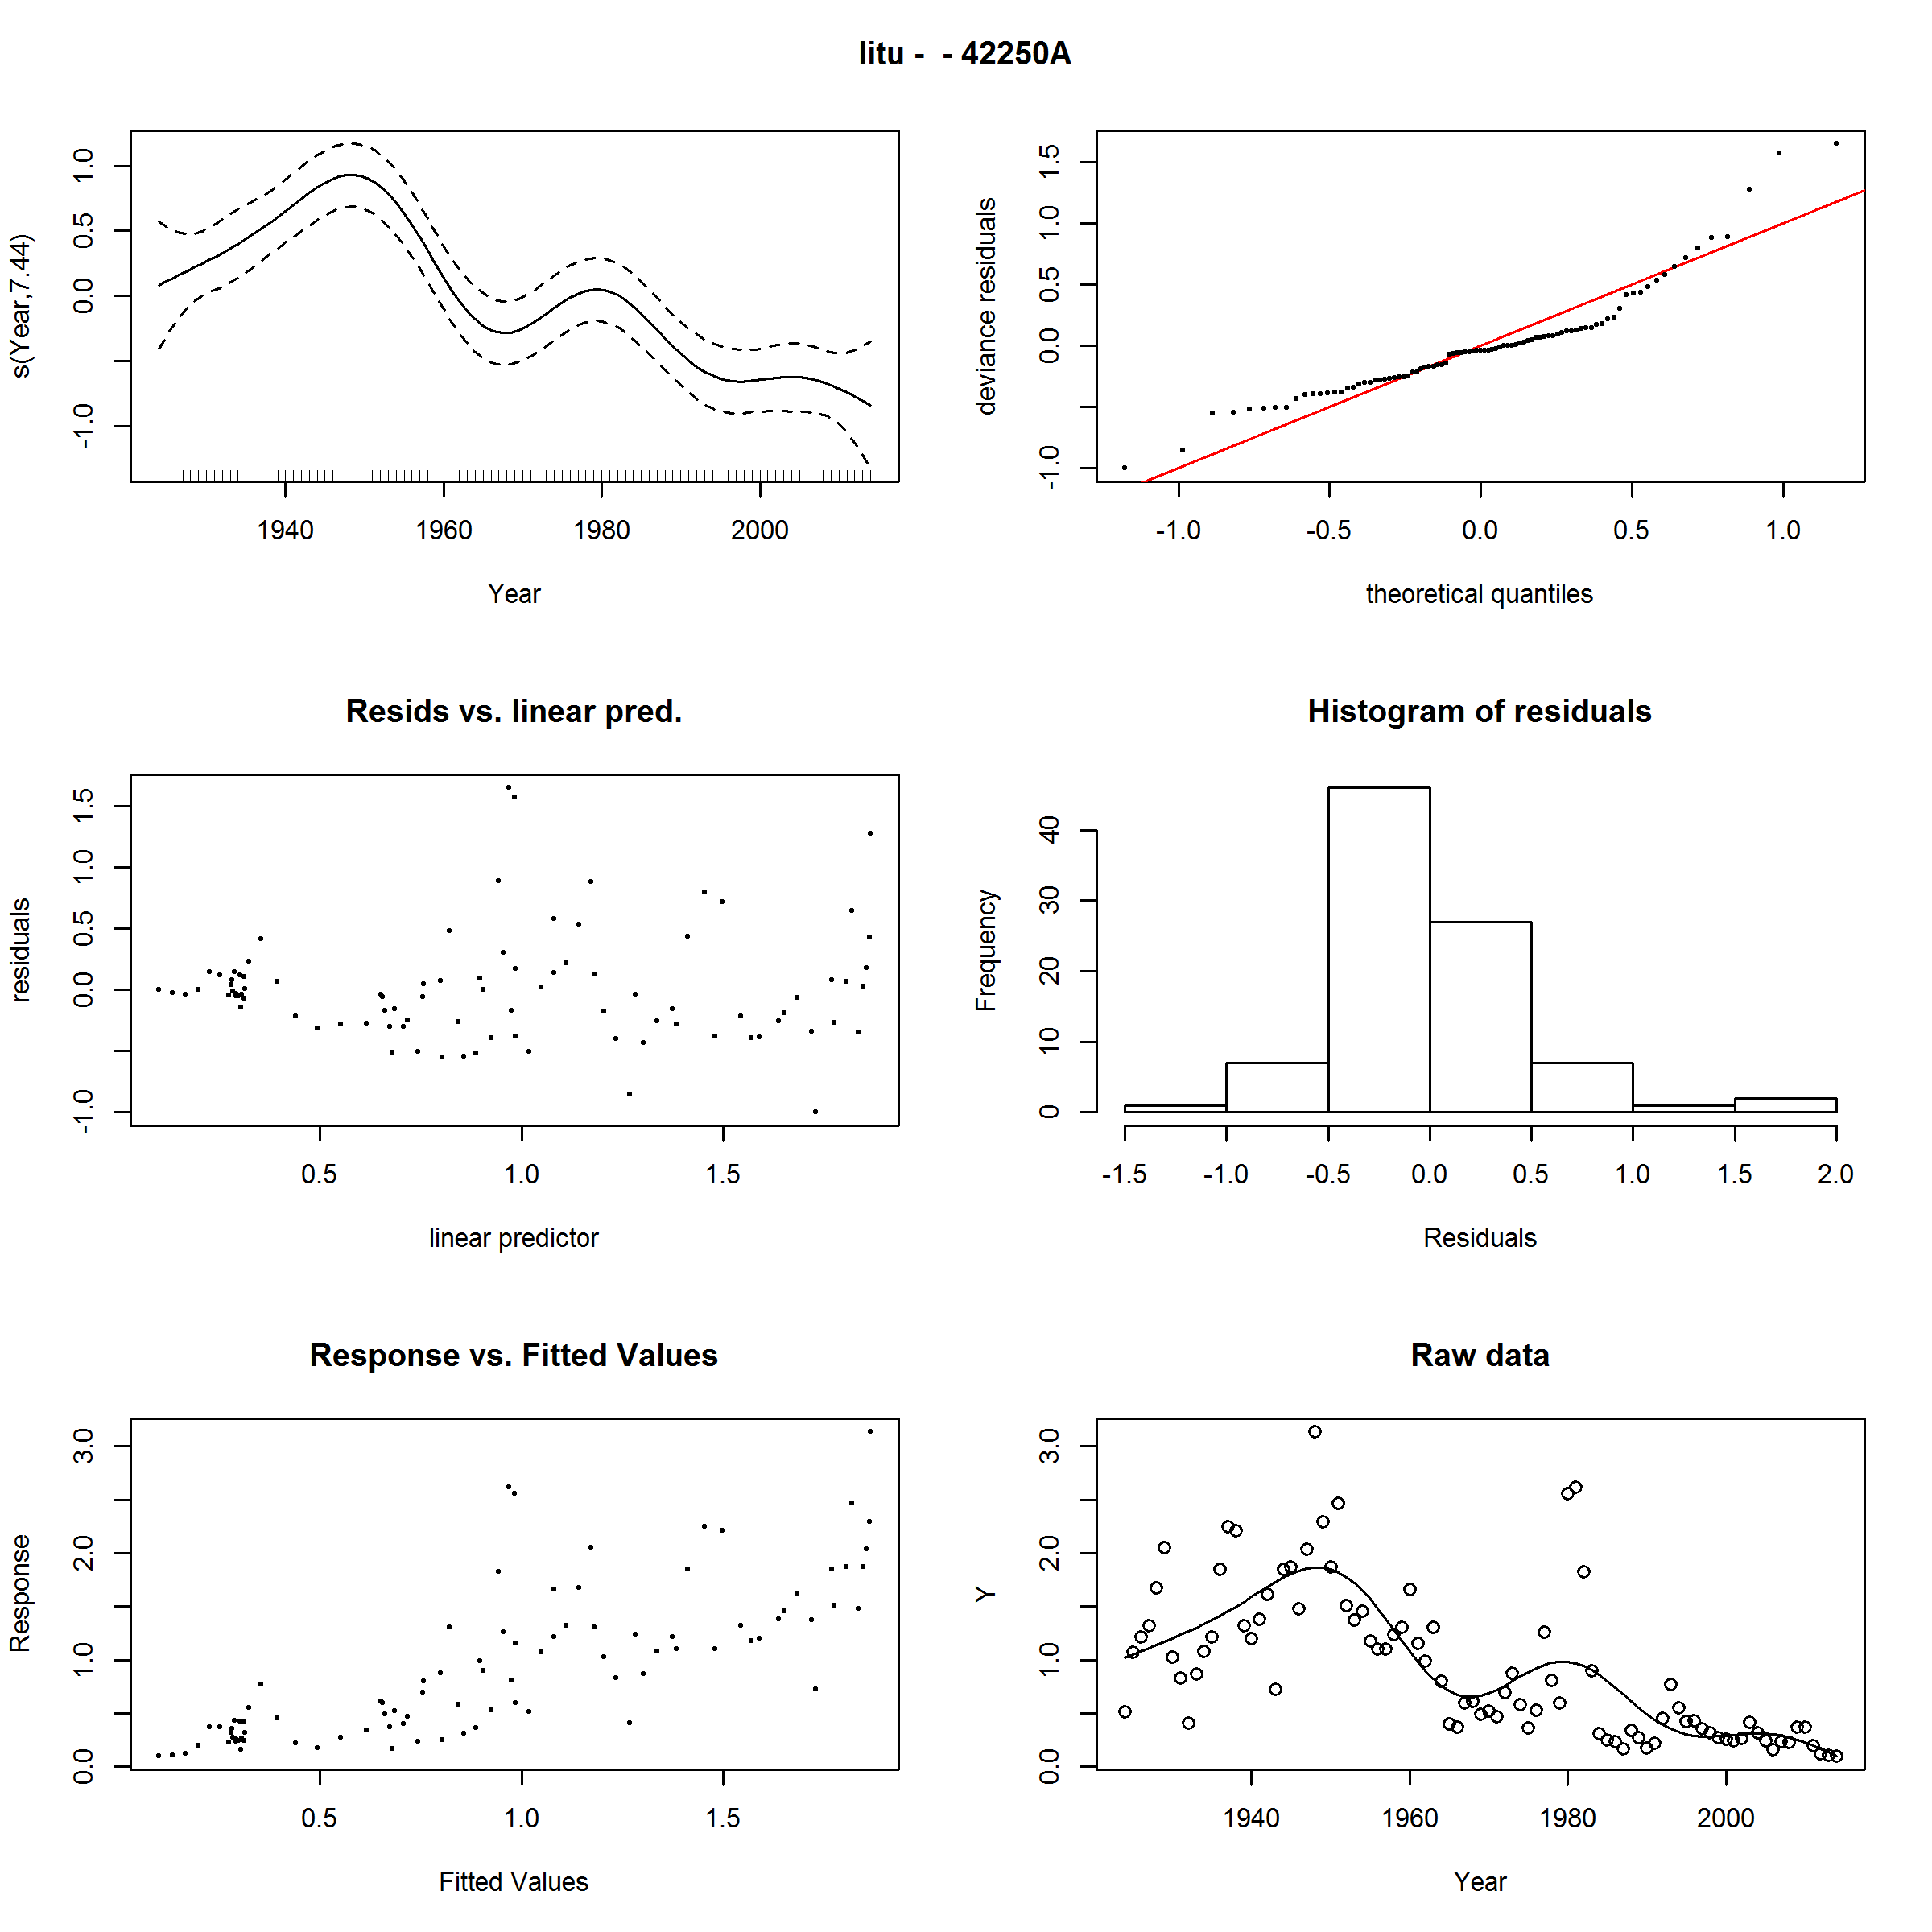 litu -  - 42250A
s(Year,7.44)
1.0
0.5
0.0
-1.0
1940 1960 1980 2000
Year
deviance residuals
1.5
1.0
0.5
0.0
-1.0
-1.0 -0.5 0.0 0.5 1.0
theoretical quantiles
Resids vs. linear pred.
residuals
1.5
1.0
0.5
0.0
-1.0
0.5 1.0 1.5
linear predictor
Histogram of residuals
Frequency
40
30
20
10
0
-1.5 -1.0 -0.5 0.0 0.5 1.0 1.5 2.0
Residuals
Response vs. Fitted Values
Response
3.0
2.0
1.0
0.0
0.5 1.0 1.5
Fitted Values
Raw data
Y
3.0
2.0
1.0
0.0
1940 1960 1980 2000
Year